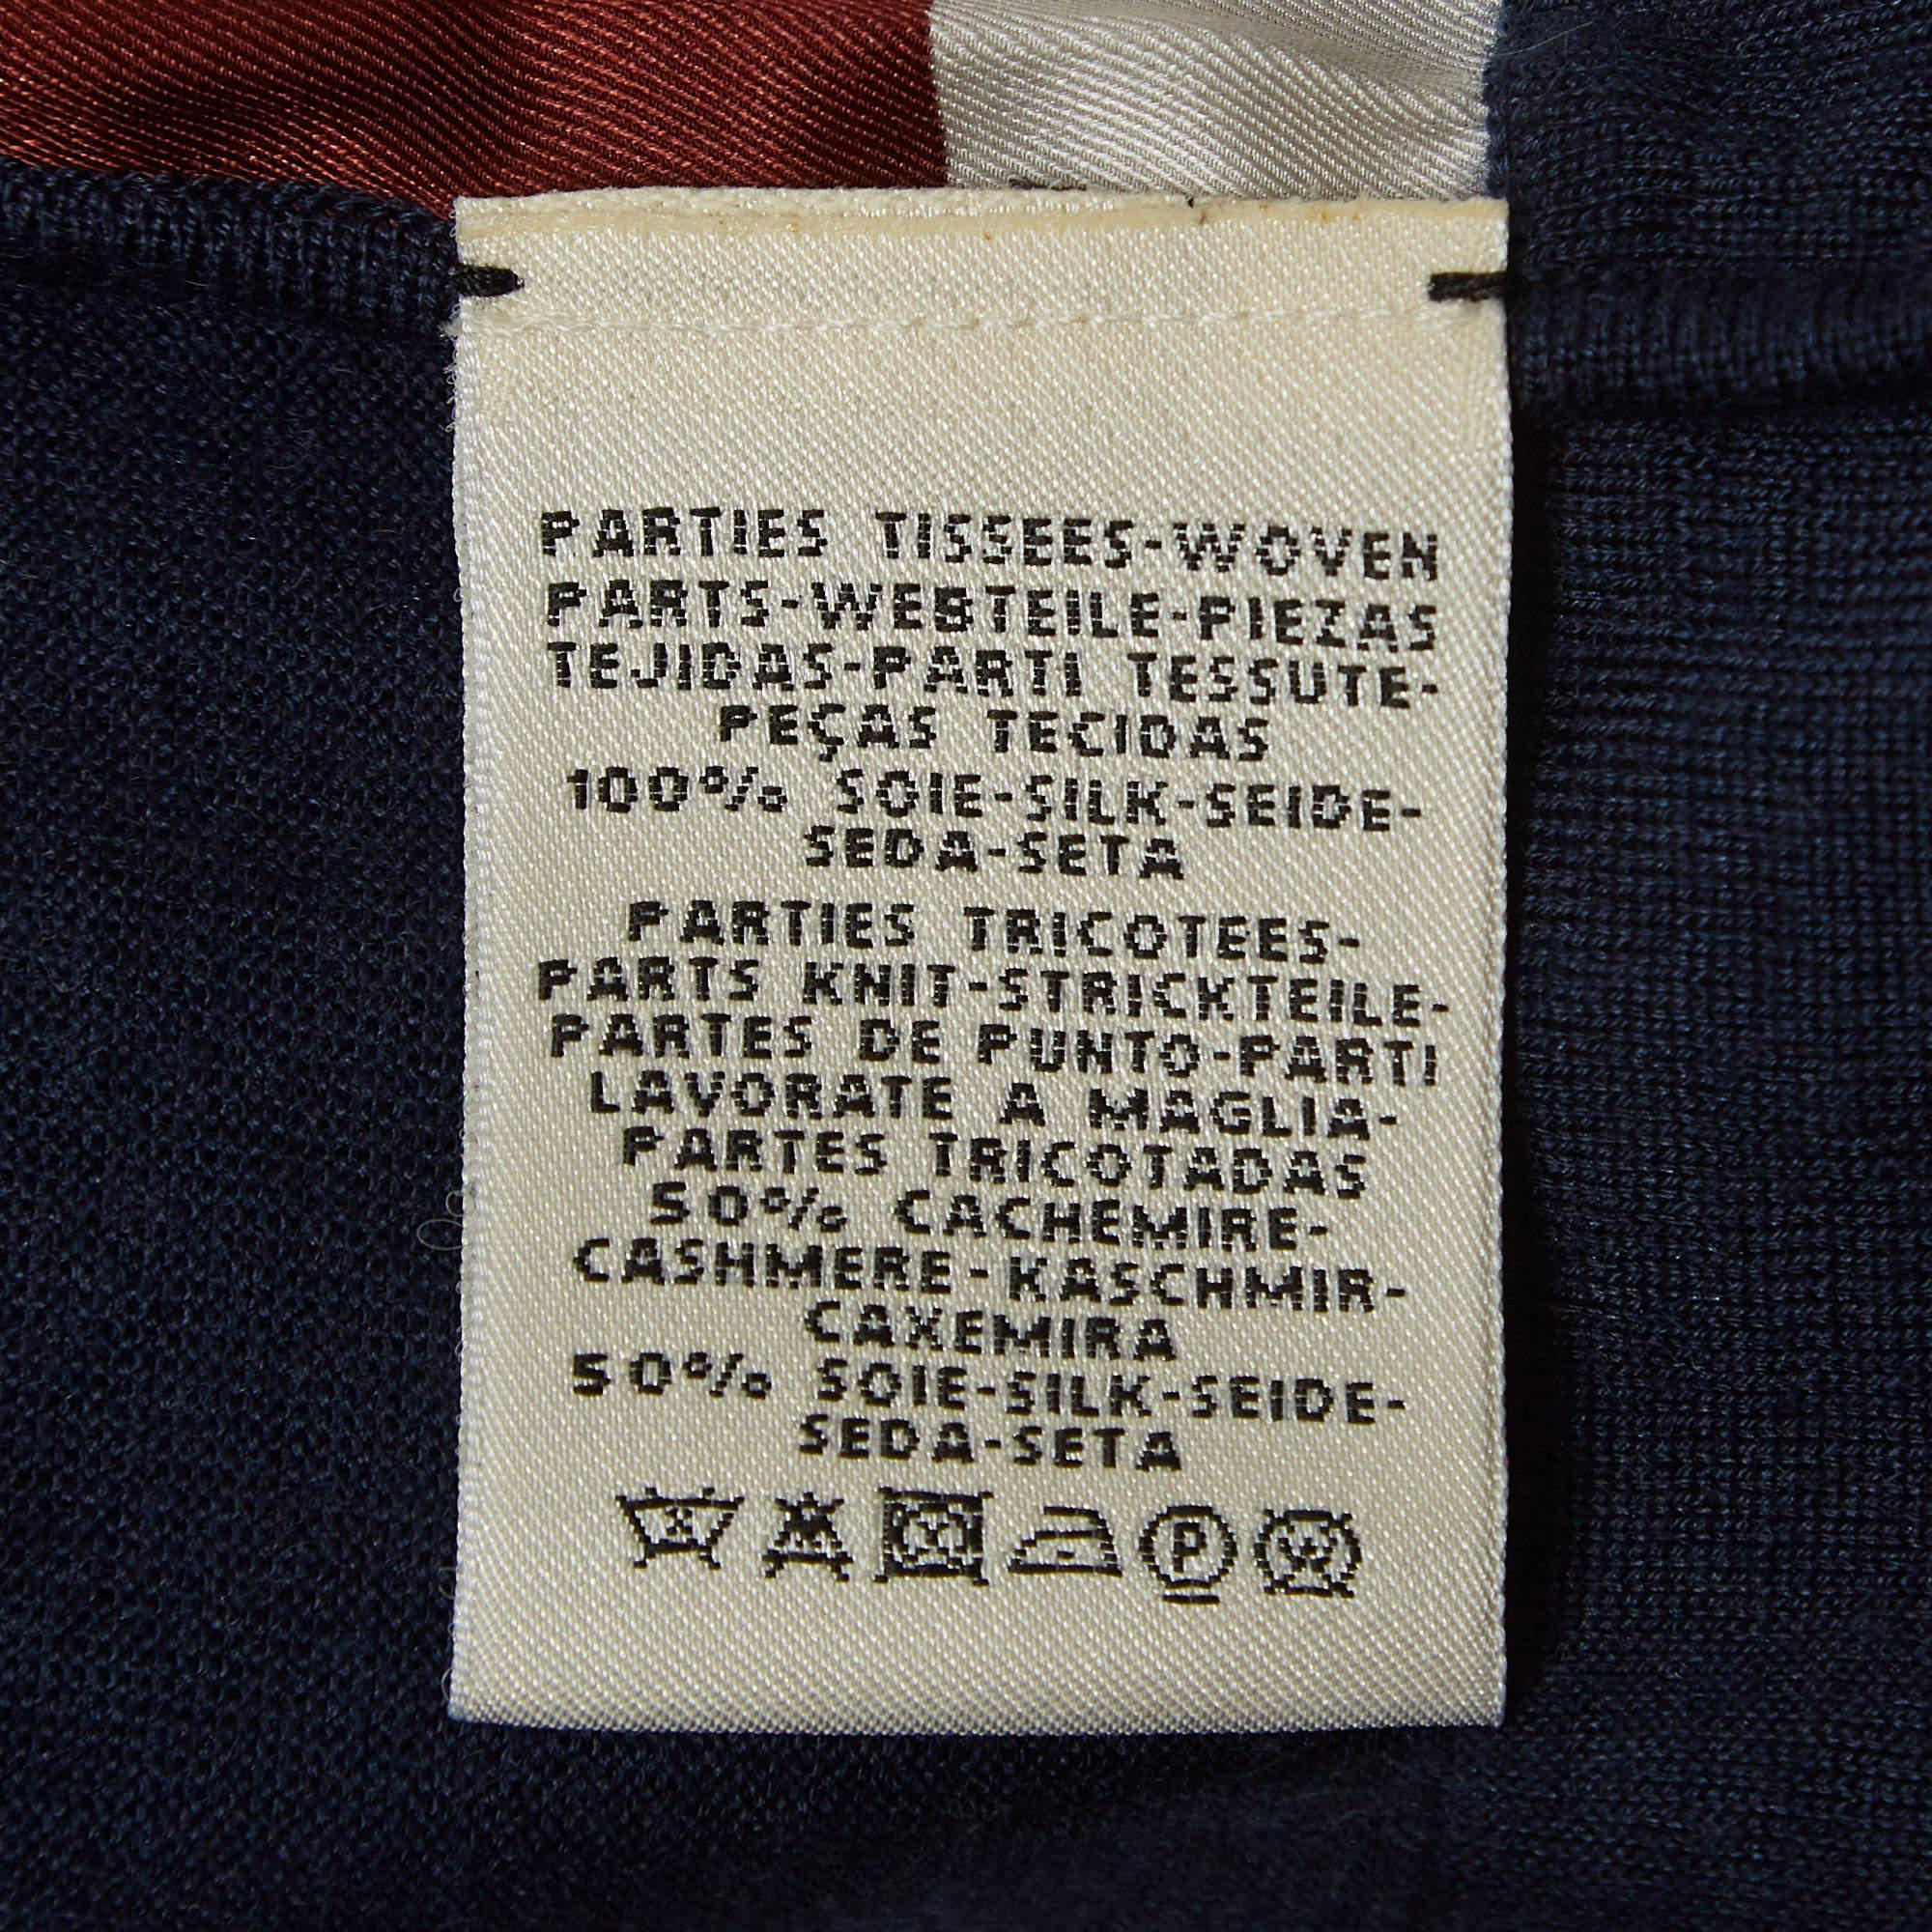 PARTIES TISSEES-WOVEN
PARTS-WEBTEILE-PIEZAS
TEJIDAS-PARTI TESSUTE-
PEÇAS TECIDAS
100% SOIE-SILK-SEIDE-
SEDA-SETA
PARTIES TRICOTEES-
PARTS KNIT-STRICKTEILE-
PARTES DE PUNTO-PARTI
LAVORATE A MAGLIA-
PARTES TRICOTADAS
50% CACHEMIRE-
CASHMERE-KASCHMIR-
CAXEMIRA
50% SOIE-SILK-SEIDE-
SEDA-SETA
P W